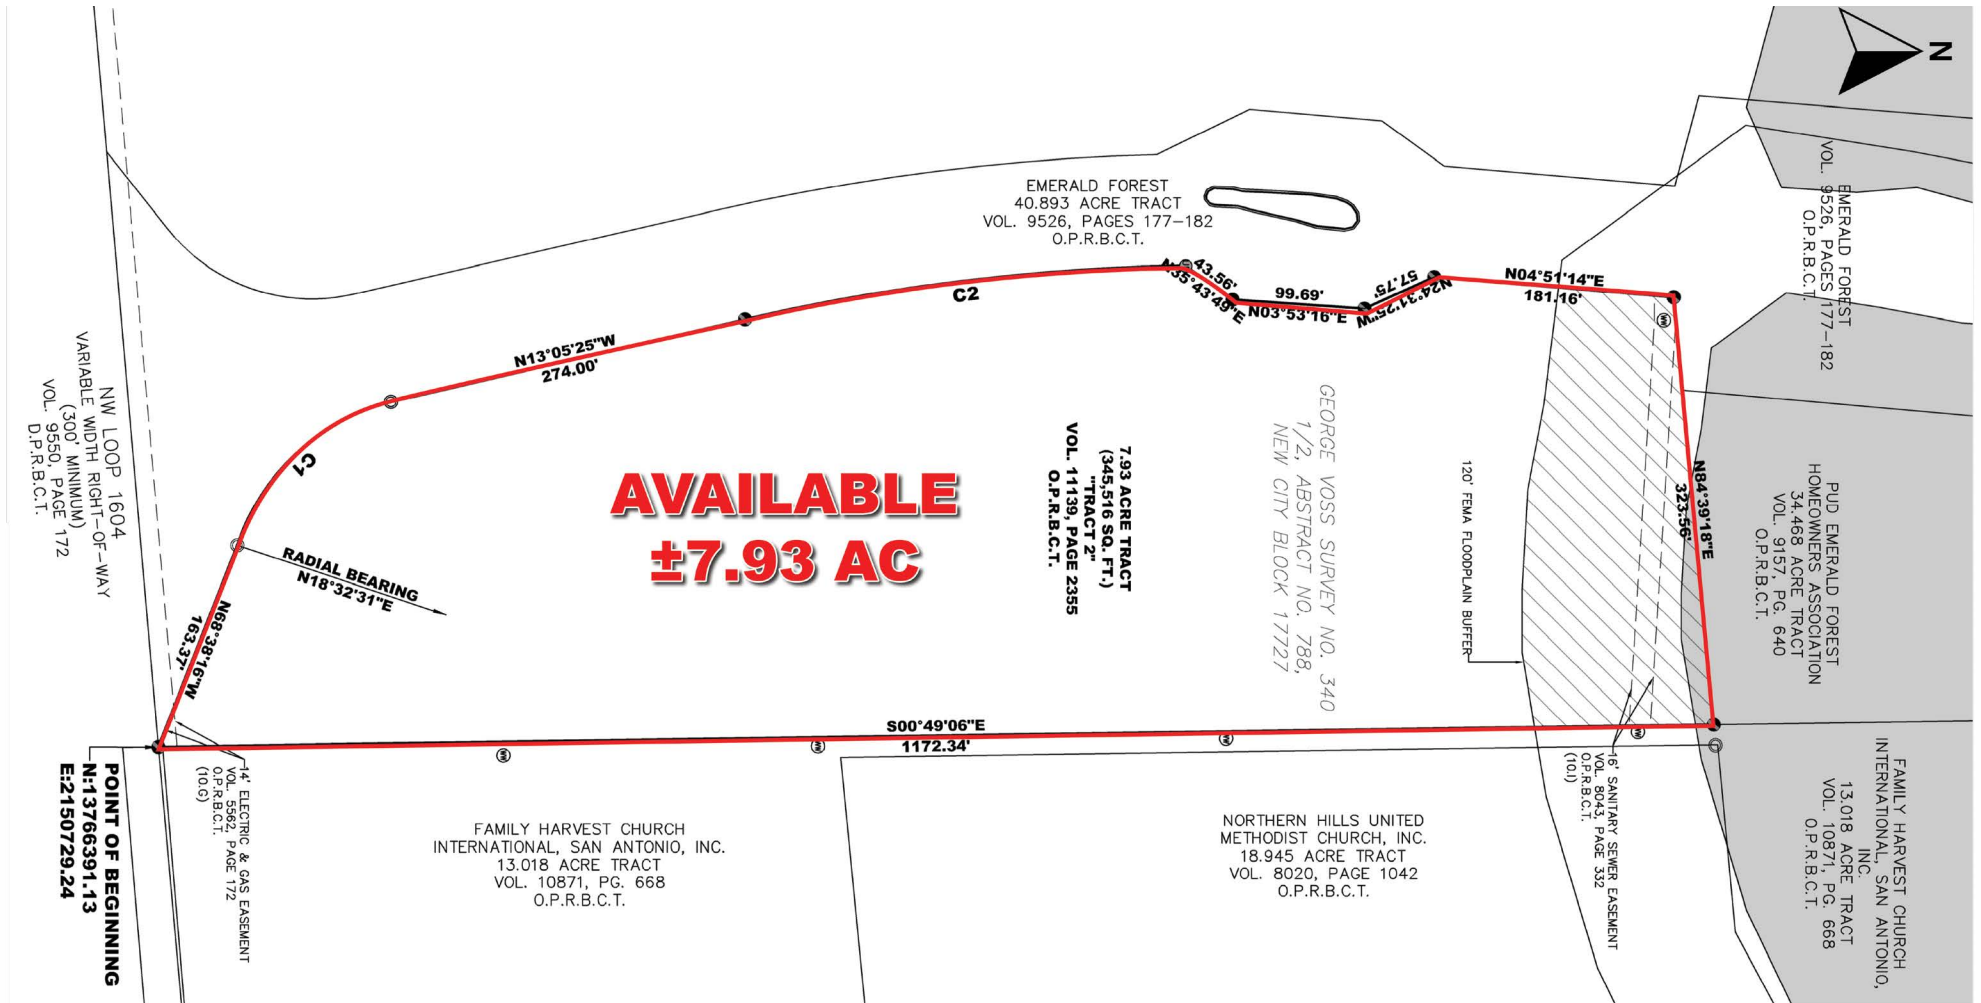 N
EMERALD FOREST
VOL. 9526, PAGES 177-182
O.P.R.B.C.T.
EMERALD FOREST
40.893 ACRE TRACT
VOL. 9526, PAGES 177-182
O.P.R.B.C.T.
43.56'
N35°43'49"E
99.69'
N03°53'16"E
57.75'
N24°31'25"W
N04°51'14"E
181.16'
C2
N13°05'25"W
274.00'
C1
NW LOOP 1604
VARIABLE WIDTH RIGHT-OF-WAY
(300' MINIMUM)
VOL. 9550, PAGE 172
D.P.R.B.C.T.
RADIAL BEARING
N18°32'31"E
N68°38'16"W
163.37'
AVAILABLE
±7.93 AC
7.93 ACRE TRACT
(345,516 SQ. FT.)
"TRACT 2"
VOL. 11139, PAGE 2355
O.P.R.B.C.T.
GEORGE VOSS SURVEY NO. 340
1/2, ABSTRACT NO. 788,
NEW CITY BLOCK 17727
120' FEMA FLOODPLAIN BUFFER
N84°39'18"E
323.56'
PUD EMERALD FOREST
HOMEOWNERS ASSOCIATION
34.468 ACRE TRACT
VOL. 9157, PG. 640
O.P.R.B.C.T.
WW
S00°49'06"E
1172.34'
WW
WW
WW
WW
POINT OF BEGINNING
N:13766391.13
E:2150729.24
14' ELECTRIC & GAS EASEMENT
VOL. 5562, PAGE 172
O.P.R.B.C.T.
(10.G)
FAMILY HARVEST CHURCH
INTERNATIONAL, SAN ANTONIO, INC.
13.018 ACRE TRACT
VOL. 10871, PG. 668
O.P.R.B.C.T.
NORTHERN HILLS UNITED
METHODIST CHURCH, INC.
18.945 ACRE TRACT
VOL. 8020, PAGE 1042
O.P.R.B.C.T.
16' SANITARY SEWER EASEMENT
VOL. 8043, PAGE 332
O.P.R.B.C.T.
(10.I)
FAMILY HARVEST CHURCH
INTERNATIONAL, SAN ANTONIO,
INC.
13.018 ACRE TRACT
VOL. 10871, PG. 668
O.P.R.B.C.T.